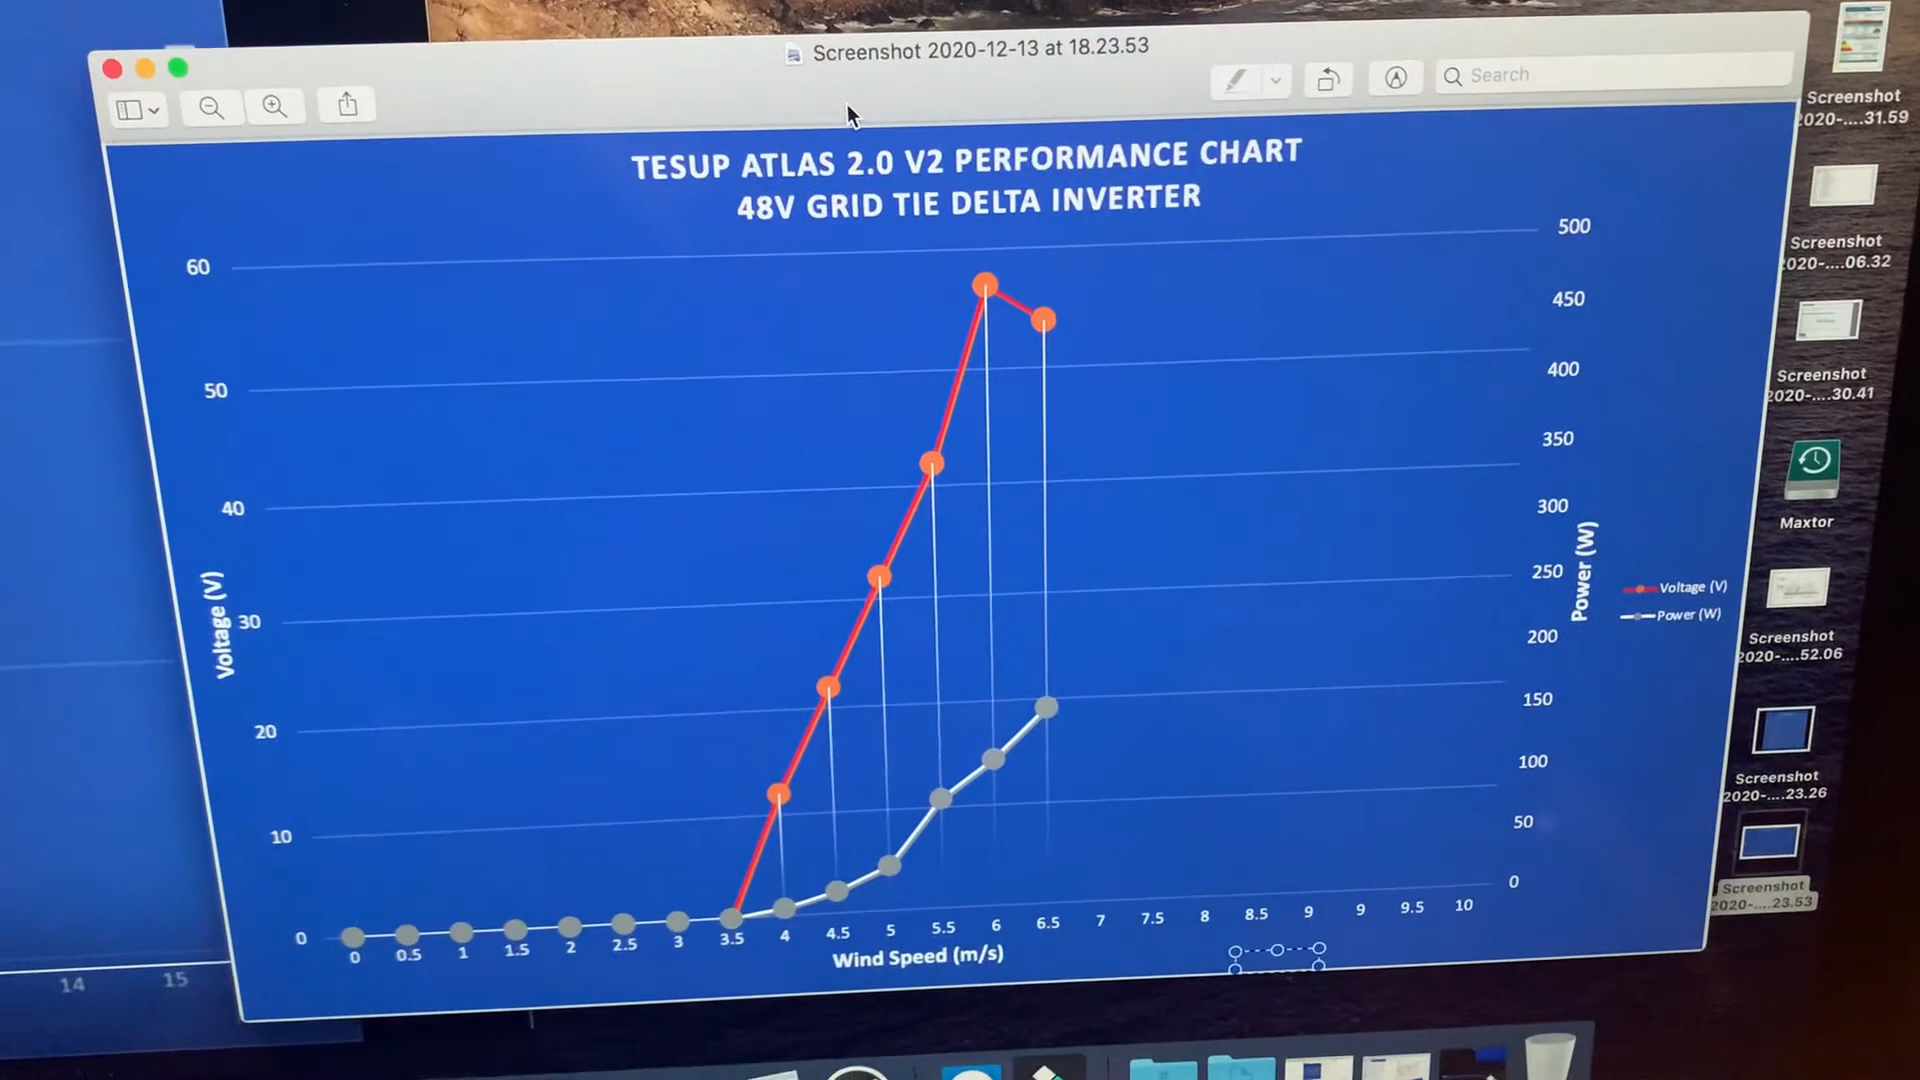 Screenshot 2020-12-13 at 18.23.53
Search
TESUP ATLAS 2.0 V2 PERFORMANCE CHART
48V GRID TIE DELTA INVERTER
60
50
40
30
20
10
0
Voltage (V)
500
450
400
350
300
250
200
150
100
50
0
Power (W)
Voltage (V)
Power (W)
0 0.5 1 1.5 2 2.5 3 3.5 4 4.5 5 5.5 6 6.5 7 7.5 8 8.5 9 9 9.5 10
Wind Speed (m/s)
14 15
Screenshot
2020-....31.59
Screenshot
2020-....06.32
Screenshot
2020-....30.41
Maxtor
Screenshot
2020-....52.06
Screenshot
2020-....23.26
Screenshot
2020-....23.53